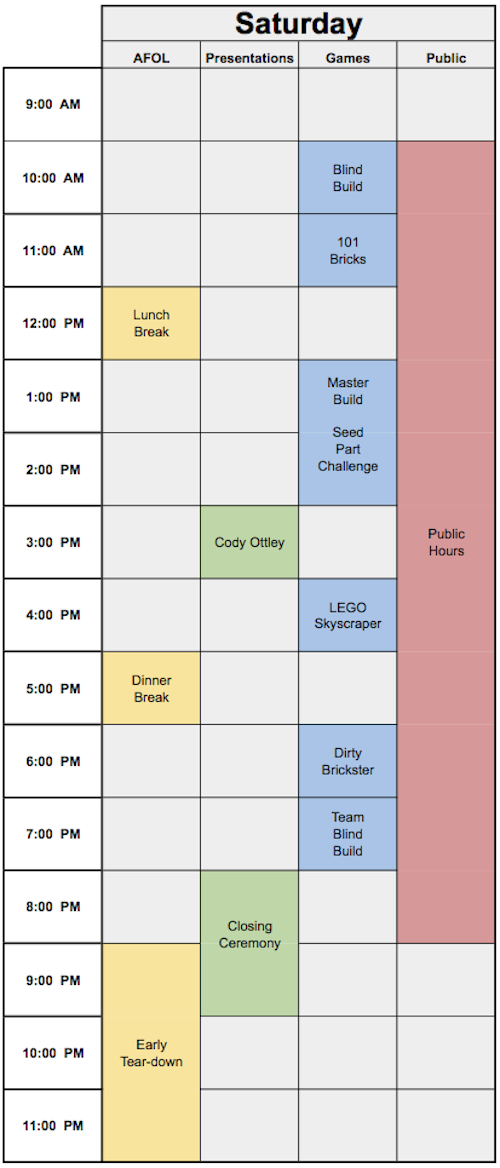 Saturday
AFOL Presentations Games Public
9:00 AM
10:00 AM
Blind
Build
11:00 AM
101
Bricks
12:00 PM
Lunch
Break
1:00 PM
Master
Build
Seed
Part
Challenge
2:00 PM
3:00 PM
Cody Ottley
Public
Hours
4:00 PM
LEGO
Skyscraper
5:00 PM
Dinner
Break
6:00 PM
Dirty
Brickster
7:00 PM
Team
Blind
Build
8:00 PM
Closing
Ceremony
9:00 PM
10:00 PM
Early
Tear-down
11:00 PM